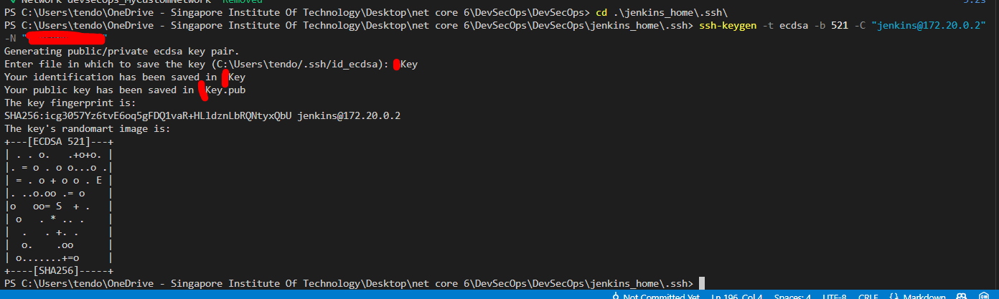 Network devsecops_MyCustomNetwork Removed 5.2s
PS C:\Users\tendo\OneDrive - Singapore Institute Of Technology\Desktop\net core 6\DevSecOps\DevSecOps> cd .\jenkins_home\.ssh\
PS C:\Users\tendo\OneDrive - Singapore Institute Of Technology\Desktop\net core 6\DevSecOps\DevSecOps\jenkins_home\.ssh> ssh-keygen -t ecdsa -b 521 -C "jenkins@172.20.0.2"
-N " "
Generating public/private ecdsa key pair.
Enter file in which to save the key (C:\Users\tendo/.ssh/id_ecdsa): Key
Your identification has been saved in Key
Your public key has been saved in Key.pub
The key fingerprint is:
SHA256:icg3057Yz6tvE6oq5gFDQ1vaR+HLldznLbRQNtyxQbU jenkins@172.20.0.2
The key's randomart image is:
+---[ECDSA 521]---+
| . . o.   .+o+o. |
|. = o . o o...o .|
| = . o + o o . E |
|. ..o.oo .= o    |
|o   oo= S  + .   |
| o   . * .. .    |
|  .   . +. .     |
|  o.    .oo      |
| o.......+=o     |
+----[SHA256]-----+
PS C:\Users\tendo\OneDrive - Singapore Institute Of Technology\Desktop\net core 6\DevSecOps\DevSecOps\jenkins_home\.ssh>
Not Committed Yet Ln 196, Col 4 Spaces: 4 UTF-8 CRLF {} Markdown